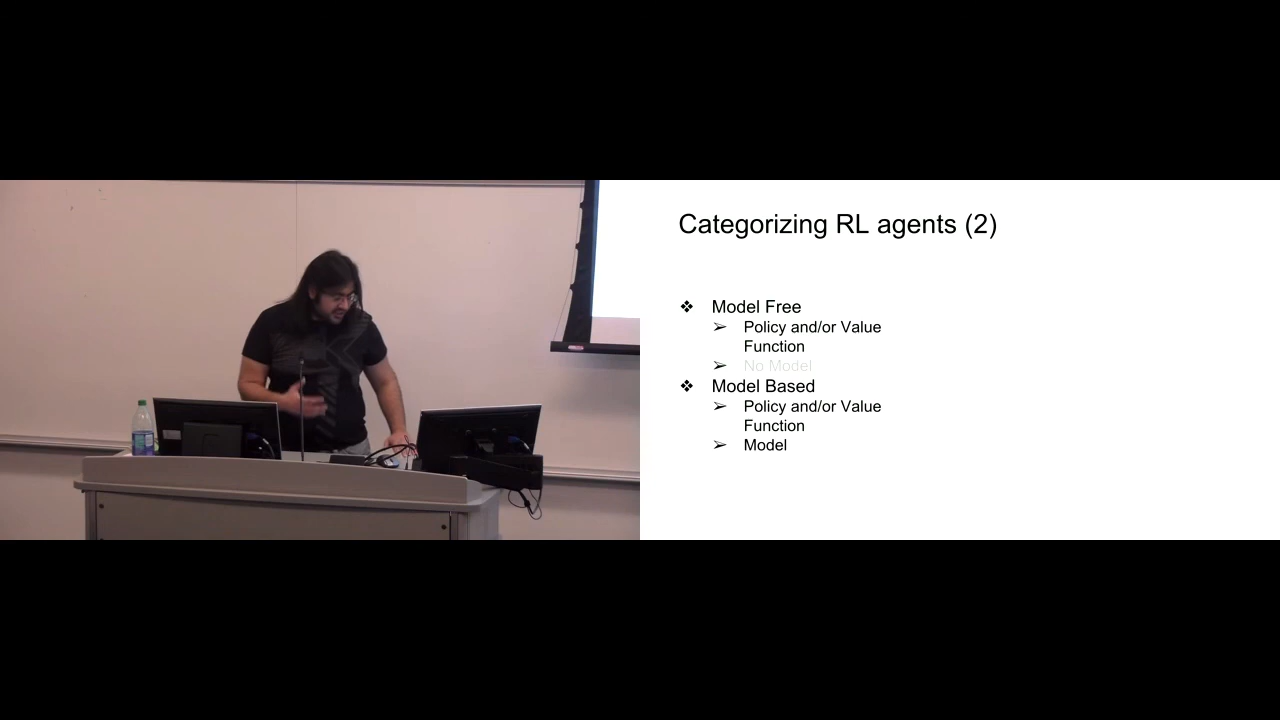 Categorizing RL agents (2)
❖ Model Free
➢ Policy and/or Value
Function
➢ No Model
❖ Model Based
➢ Policy and/or Value
Function
➢ Model